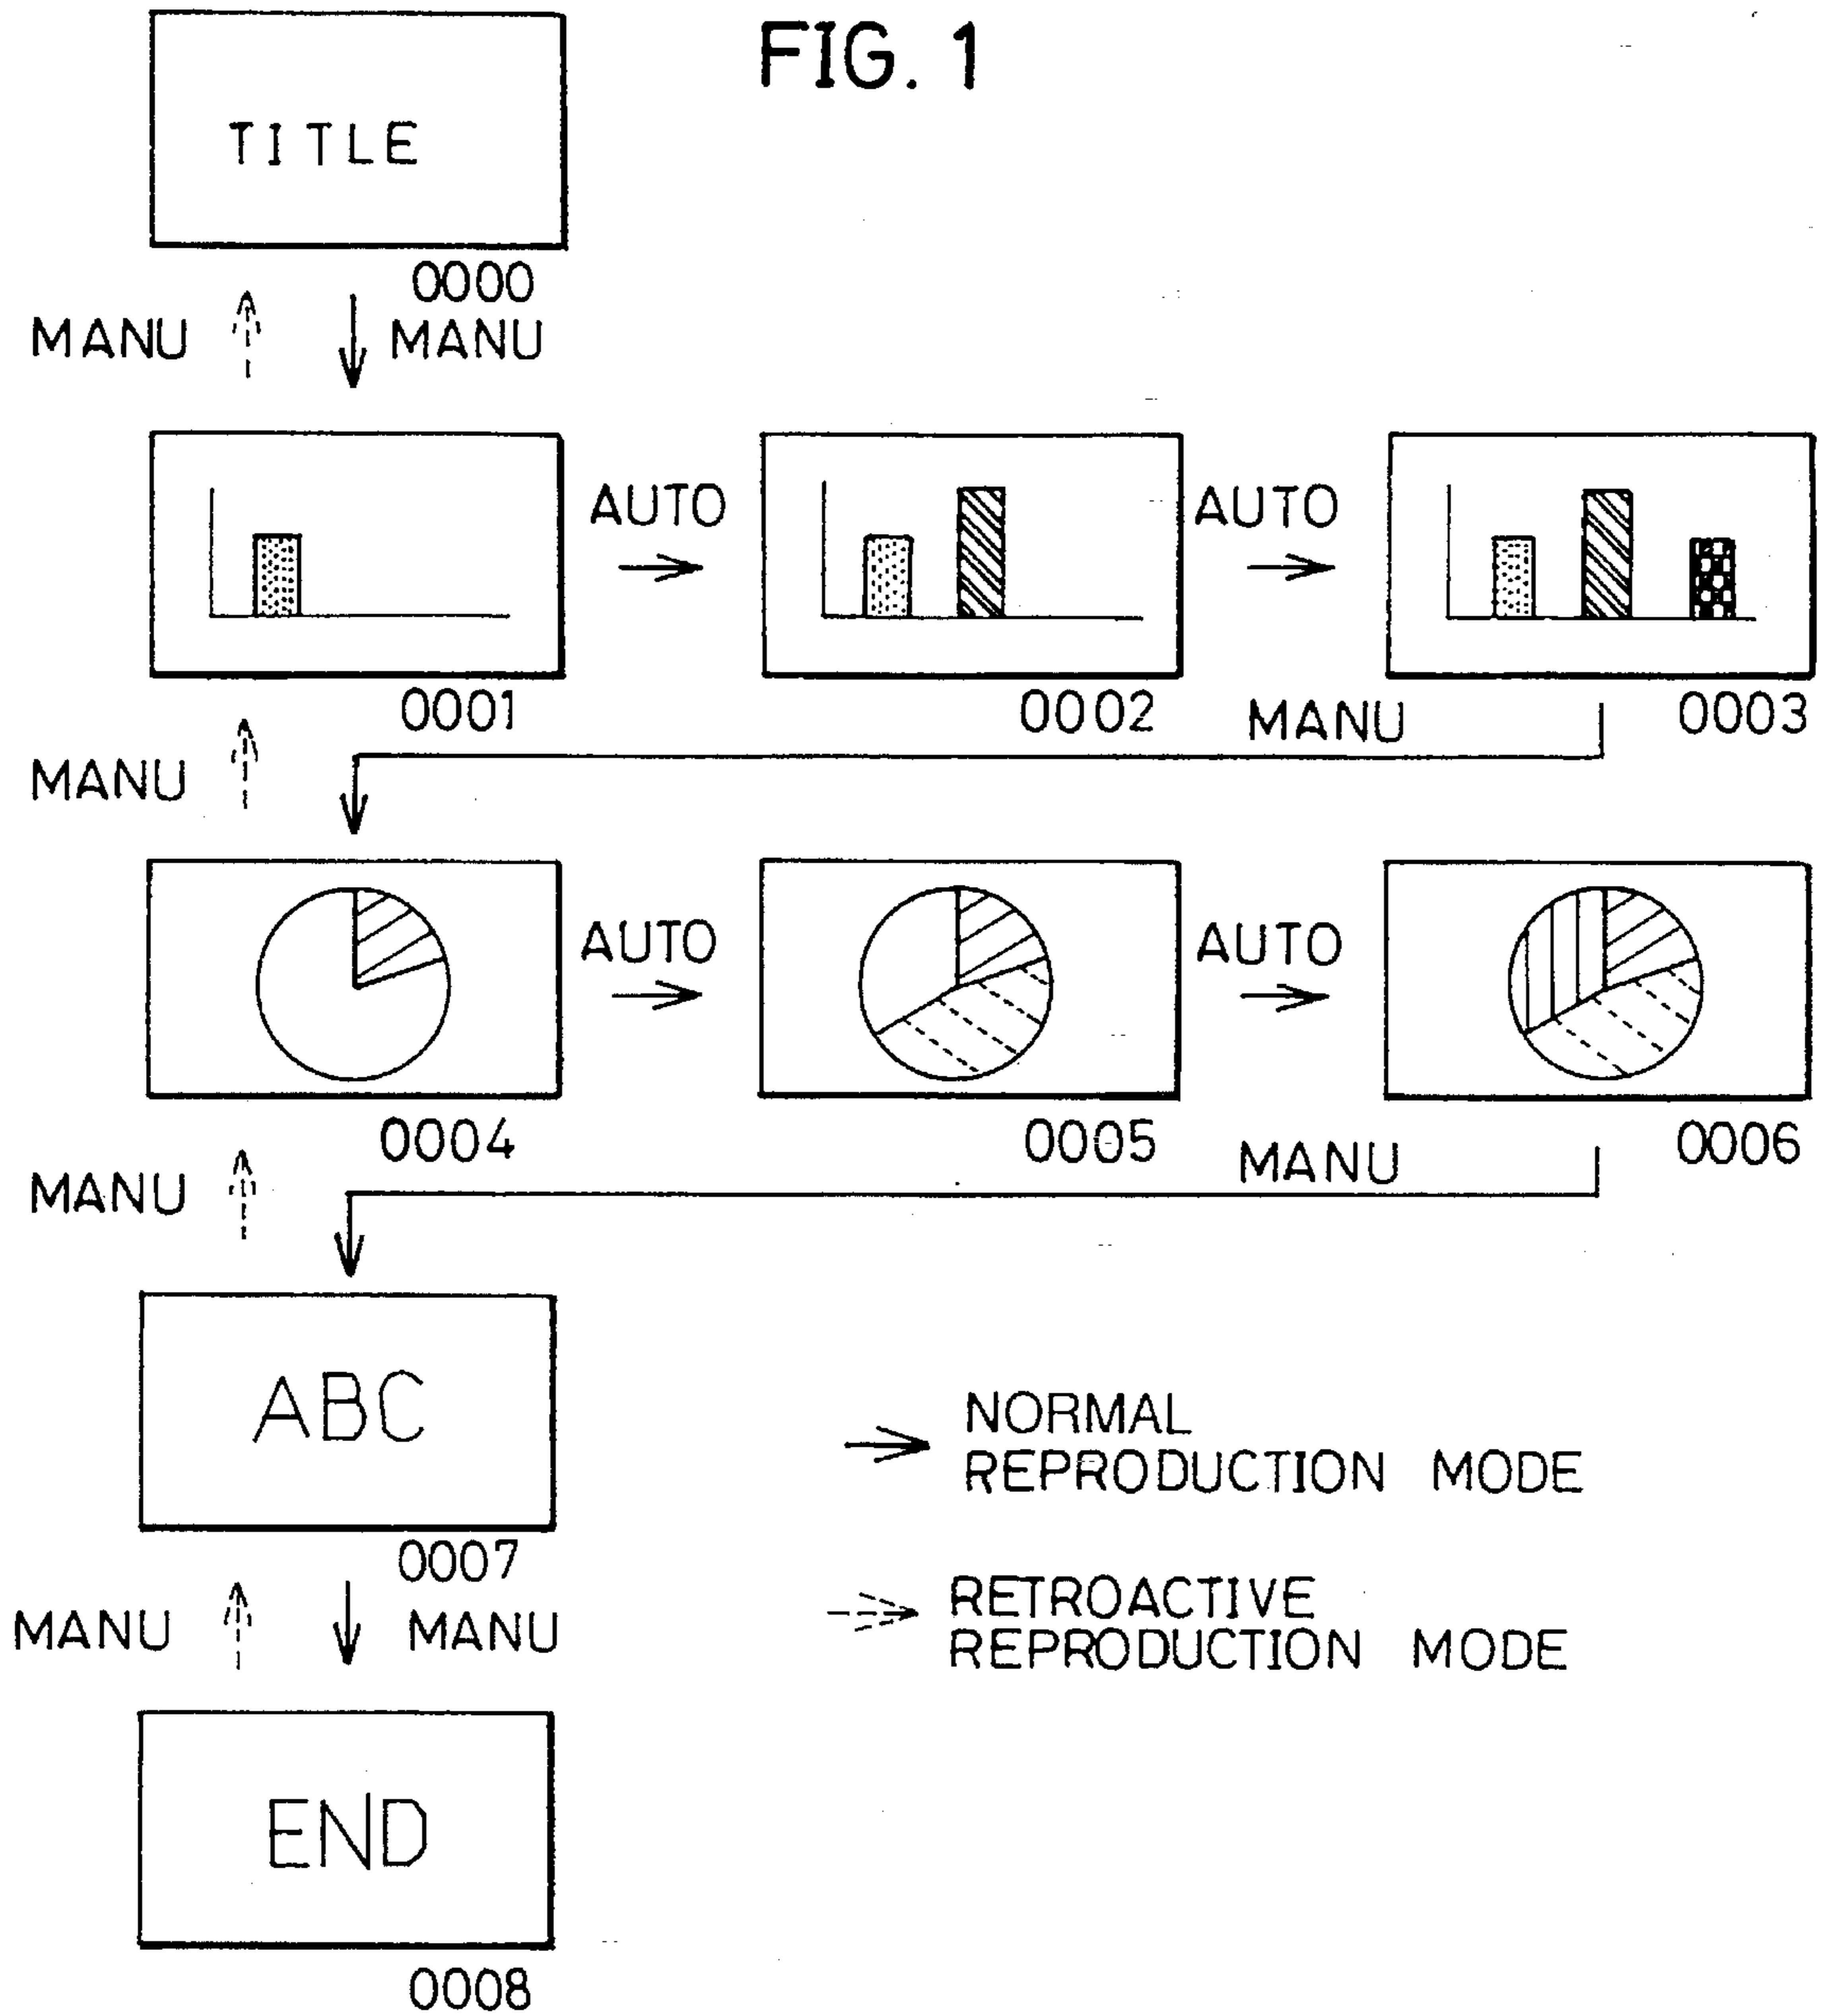 FIG. 1
TITLE
0000
MANU
MANU
AUTO
AUTO
0001
0002
MANU
0003
MANU
AUTO
AUTO
0004
0005
MANU
0006
MANU
ABC
NORMAL
REPRODUCTION MODE
0007
MANU
MANU
RETROACTIVE
REPRODUCTION MODE
END
0008